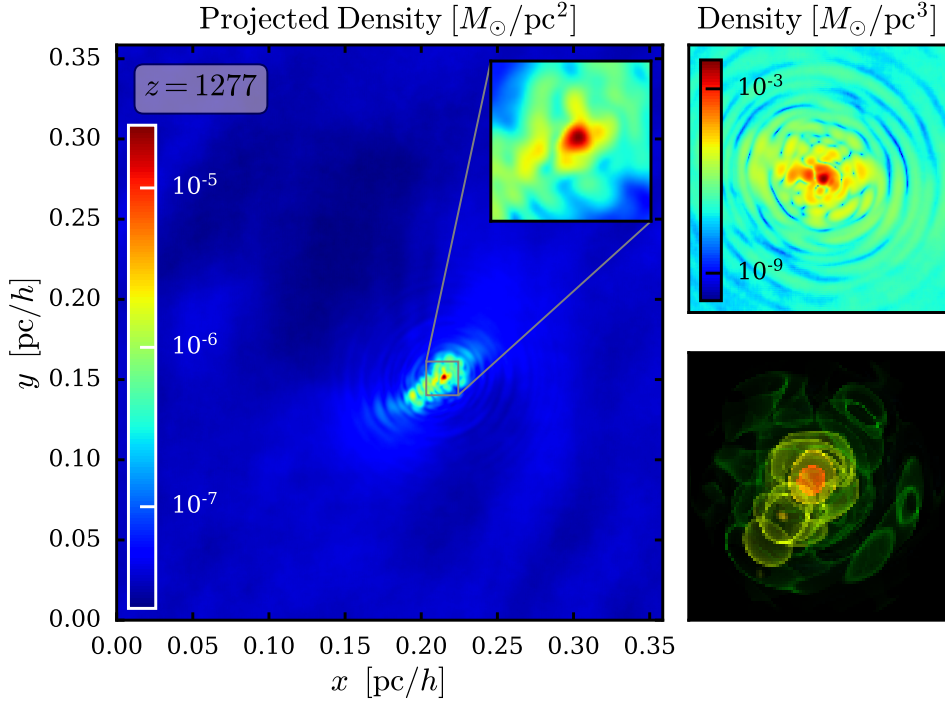 Projected Density [M⊙/pc²]
Density [M⊙/pc³]
z = 1277
10⁻⁵
10⁻⁶
10⁻⁷
10⁻³
10⁻⁹
y [pc/h]
0.35
0.30
0.25
0.20
0.15
0.10
0.05
0.00
0.00 0.05 0.10 0.15 0.20 0.25 0.30 0.35
x [pc/h]